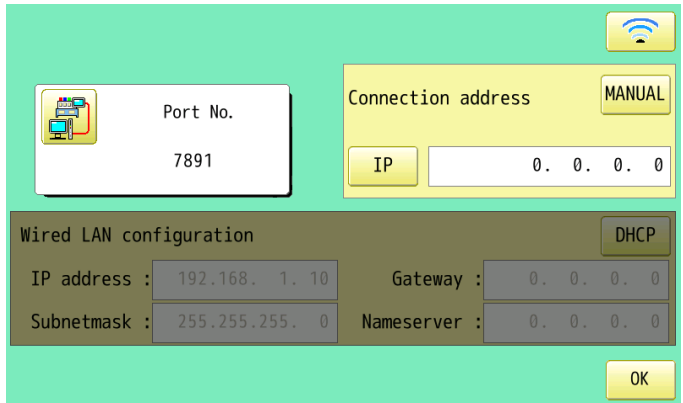 Port No.
7891
Connection address MANUAL
IP 0. 0. 0. 0
Wired LAN configuration DHCP
IP address : 192.168. 1. 10 Gateway : 0. 0. 0. 0
Subnetmask : 255.255.255. 0 Nameserver : 0. 0. 0. 0
OK